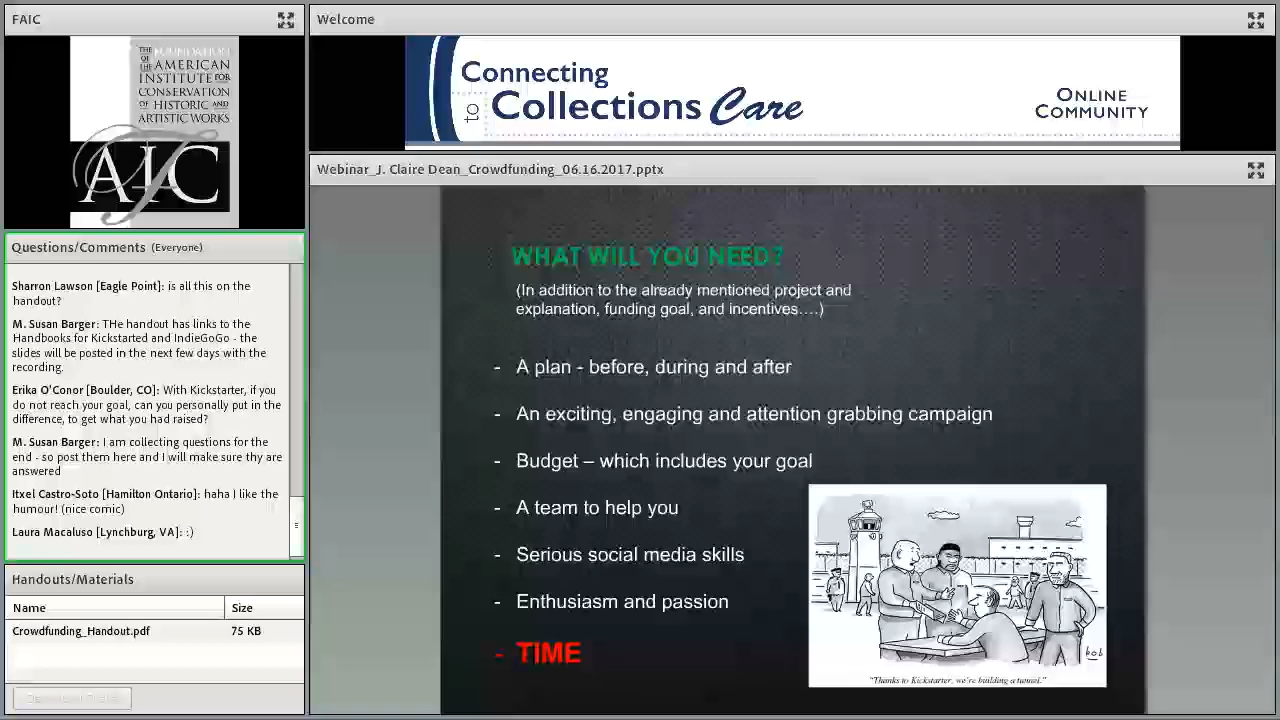 FAIC
THE FOUNDATION
OF THE AMERICAN
INSTITUTE FOR
CONSERVATION
OF HISTORIC AND
ARTISTIC WORKS
AIC
Questions/Comments (Everyone)
Sharron Lawson [Eagle Point]: is all this on the
handout?
M. Susan Barger: THe handout has links to the
Handbooks for Kickstarted and IndieGoGo - the
slides will be posted in the next few days with the
recording.
Erika O'Conor [Boulder, CO]: With Kickstarter, if you
do not reach your goal, can you personally put in the
difference, to get what you had raised?
M. Susan Barger: I am collecting questions for the
end - so post them here and I will make sure thy are
answered
Itxel Castro-Soto [Hamilton Ontario]: haha I like the
humour! (nice comic)
Laura Macaluso [Lynchburg, VA]: :)
Handouts/Materials
Name Size
Crowdfunding_Handout.pdf 75 KB
Welcome
Connecting
to Collections Care
ONLINE
COMMUNITY
Webinar_J. Claire Dean_Crowdfunding_06.16.2017.pptx
WHAT WILL YOU NEED?
(In addition to the already mentioned project and
explanation, funding goal, and incentives....)
- A plan - before, during and after
- An exciting, engaging and attention grabbing campaign
- Budget – which includes your goal
- A team to help you
- Serious social media skills
- Enthusiasm and passion
- TIME
"Thanks to Kickstarter, we're building a tunnel."